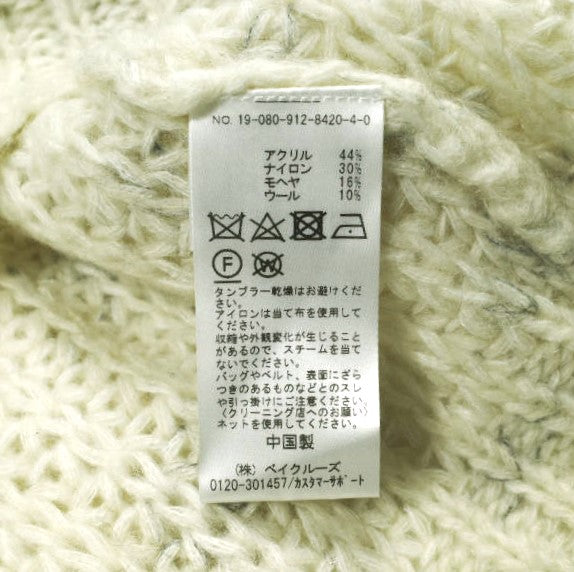 NO. 19-080-912-8420-4-0
アクリル 44%
ナイロン 30%
モヘヤ 16%
ウール 10%
F W
タンブラー乾燥はお避けくだ
さい。
アイロンは当て布を使用して
ください。
収縮や外観変化が生じること
があるので、スチームを当て
ないでください。
バッグやベルト、表面にざら
つきのあるものなどとのスレ
や引っ掛けにご注意ください。
〈クリーニング店へのお願い〉
ネットを使用してください。
中国製
(株) ベイクルーズ
0120-301457/カスタマーサポート